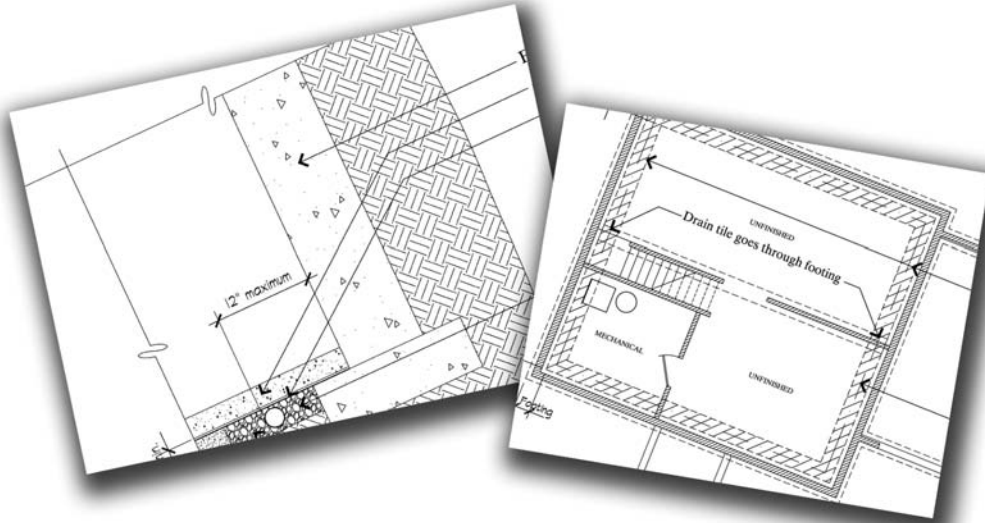 12" maximum
UNFINISHED
Drain tile goes through footing
MECHANICAL
UNFINISHED
Footing